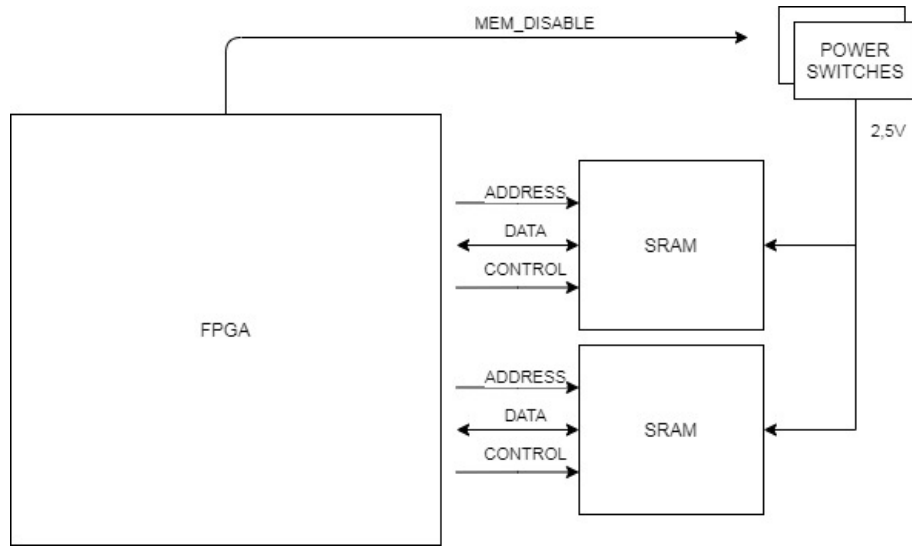 MEM_DISABLE
POWER
SWITCHES
2,5V
ADDRESS
DATA
CONTROL
SRAM
FPGA
ADDRESS
DATA
CONTROL
SRAM